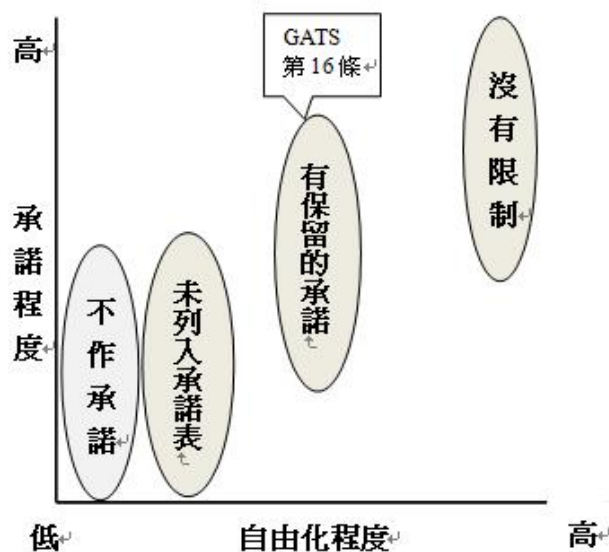 高
GATS
第16條
沒有限制
承諾程度
有保留的承諾
未列入承諾表
不作承諾
低
自由化程度
高